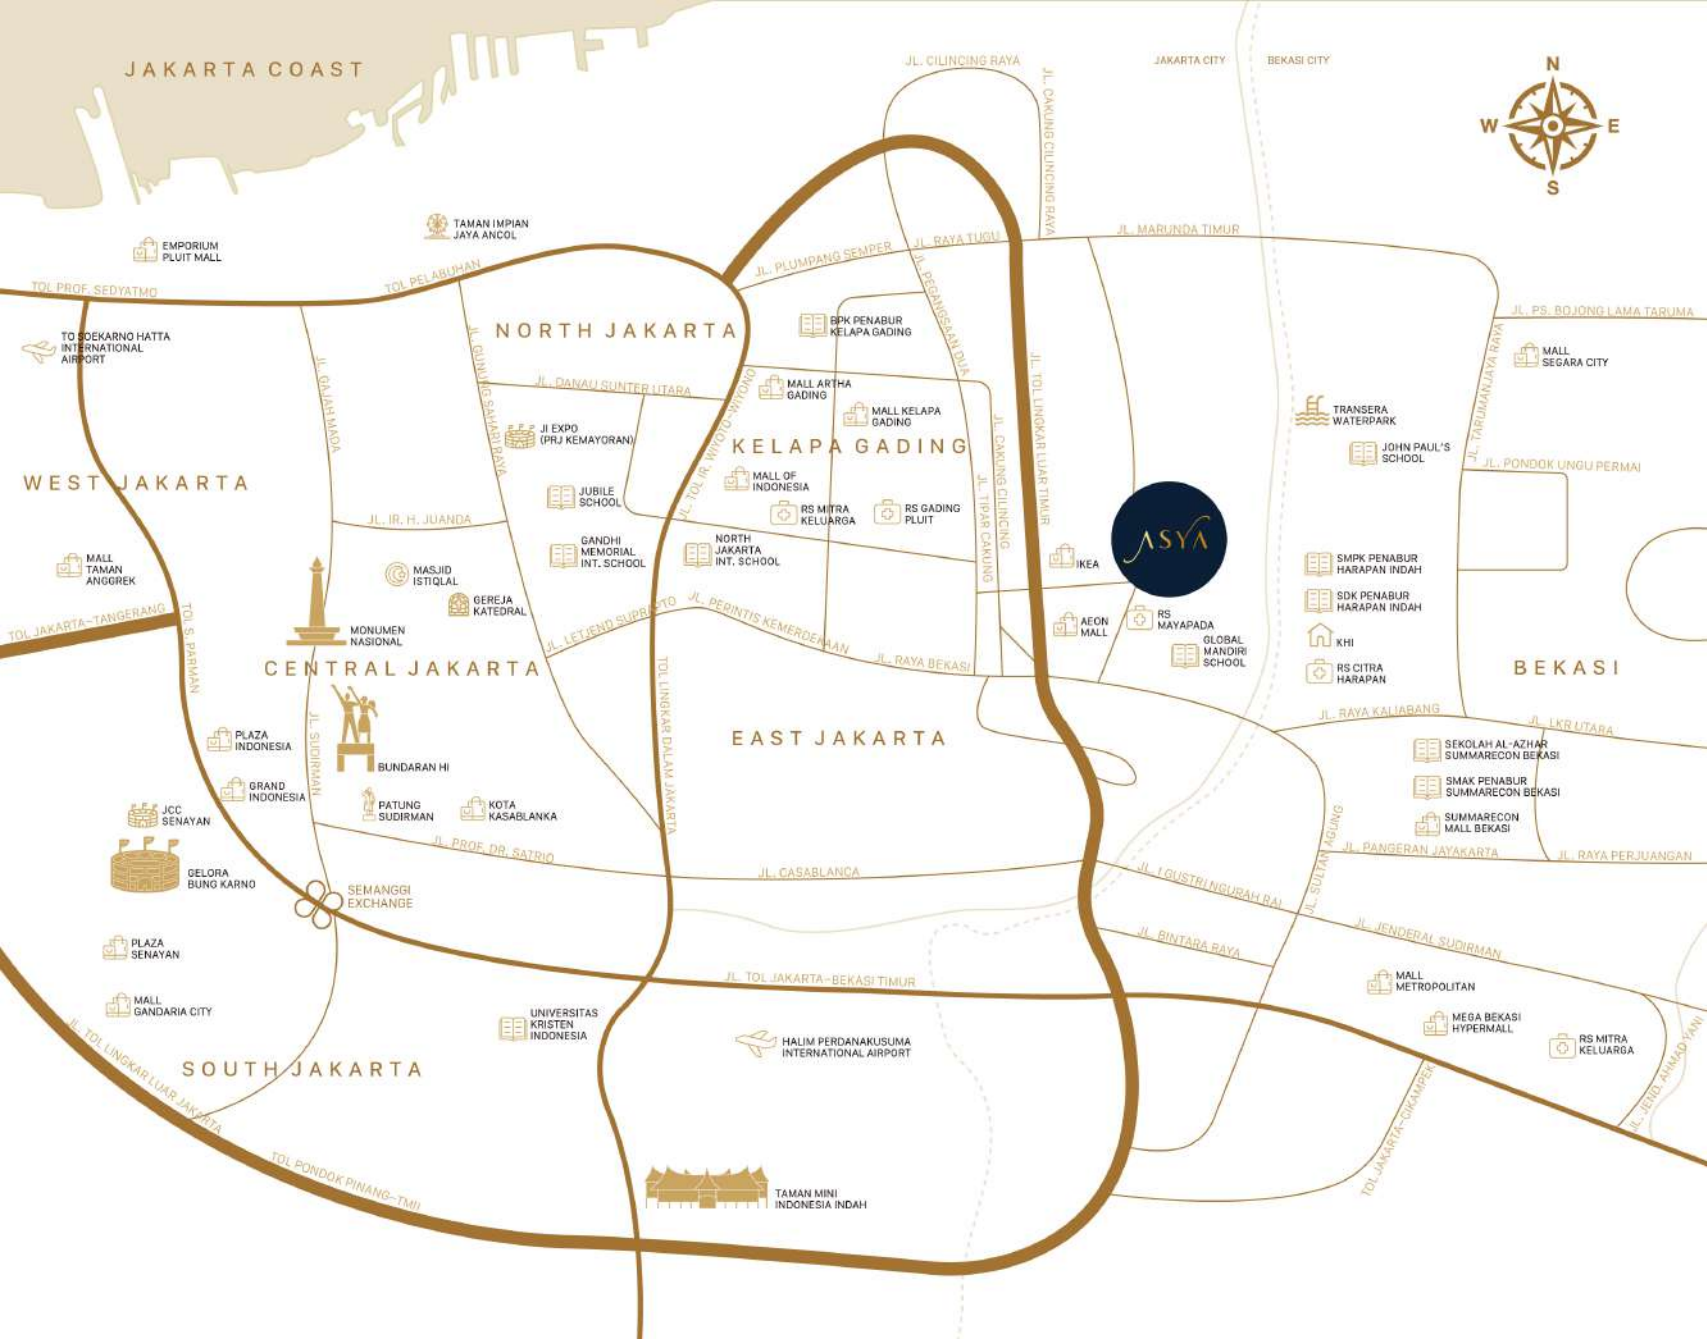 JAKARTA COAST
JL. CILINCING RAYA
JAKARTA CITY
BEKASI CITY
N
W
E
S
JL. CAKUNG CILINCING RAYA
TAMAN IMPIAN
JAYA ANCOL
EMPORIUM
PLUIT MALL
JL. MARUNDA TIMUR
JL. RAYA TUGU
JL. PLUMPANG SEMPER
TOL PELABUHAN
TOL PROF. SEDYATMO
JL. PEGANGSAAN DUA
JL. PS. BOJONG LAMA TARUMA
NORTH JAKARTA
BPK PENABUR
KELAPA GADING
TO SOEKARNO HATTA
INTERNATIONAL
AIRPORT
JL. GAJAH MADA
JL. GUNUNG SAHARI RAYA
JL. TOL LINGKAR LUAR TIMUR
JL. TARUMANJAYA RAYA
MALL
SEGARA CITY
JL. DANAU SUNTER UTARA
JL. TOL IR. WIYOTO-WIYONO
MALL ARTHA
GADING
MALL KELAPA
GADING
TRANSERA
WATERPARK
JI EXPO
(PRJ KEMAYORAN)
KELAPA GADING
JL. CAKUNG CILINCING
JOHN PAUL'S
SCHOOL
JL. PONDOK UNGU PERMAI
WEST JAKARTA
MALL OF
INDONESIA
JL. TIPAR CAKUNG
JUBILE
SCHOOL
RS MITRA
KELUARGA
RS GADING
PLUIT
JL. IR. H. JUANDA
ASYA
GANDHI
MEMORIAL
INT. SCHOOL
NORTH
JAKARTA
INT. SCHOOL
IKEA
MALL
TAMAN
ANGGREK
MASJID
ISTIQLAL
SMPK PENABUR
HARAPAN INDAH
GEREJA
KATEDRAL
SDK PENABUR
HARAPAN INDAH
TOL JAKARTA-TANGERANG
TOL S. PARMAN
JL. LETJEND SUPRAPTO
JL. PERINTIS KEMERDEKAAN
AEON
MALL
RS
MAYAPADA
MONUMEN
NASIONAL
KHI
GLOBAL
MANDIRI
SCHOOL
CENTRAL JAKARTA
JL. RAYA BEKASI
RS CITRA
HARAPAN
BEKASI
TOL LINGKAR DALAM JAKARTA
JL. SUDIRMAN
JL. RAYA KALIABANG
JL. LKR UTARA
PLAZA
INDONESIA
EAST JAKARTA
SEKOLAH AL-AZHAR
SUMMARECON BEKASI
BUNDARAN HI
GRAND
INDONESIA
SMAK PENABUR
SUMMARECON BEKASI
JCC
SENAYAN
PATUNG
SUDIRMAN
KOTA
KASABLANKA
SUMMARECON
MALL BEKASI
JL. PROF. DR. SATRIO
JL. CASABLANCA
JL. SULTAN AGUNG
JL. PANGERAN JAYAKARTA
JL. RAYA PERJUANGAN
GELORA
BUNG KARNO
SEMANGGI
EXCHANGE
JL. I GUSTRI NGURAH RAI
JL. JENDERAL SUDIRMAN
JL. BINTARA RAYA
PLAZA
SENAYAN
JL. TOL JAKARTA-BEKASI TIMUR
MALL
METROPOLITAN
MALL
GANDARIA CITY
UNIVERSITAS
KRISTEN
INDONESIA
MEGA BEKASI
HYPERMALL
RS MITRA
KELUARGA
HALIM PERDANAKUSUMA
INTERNATIONAL AIRPORT
JL. JEND. AHMAD YANI
JL. TOL LINGKAR LUAR JAKARTA
SOUTH JAKARTA
TOL JAKARTA-CIKAMPEK
TOL PONDOK PINANG-TMII
TAMAN MINI
INDONESIA INDAH